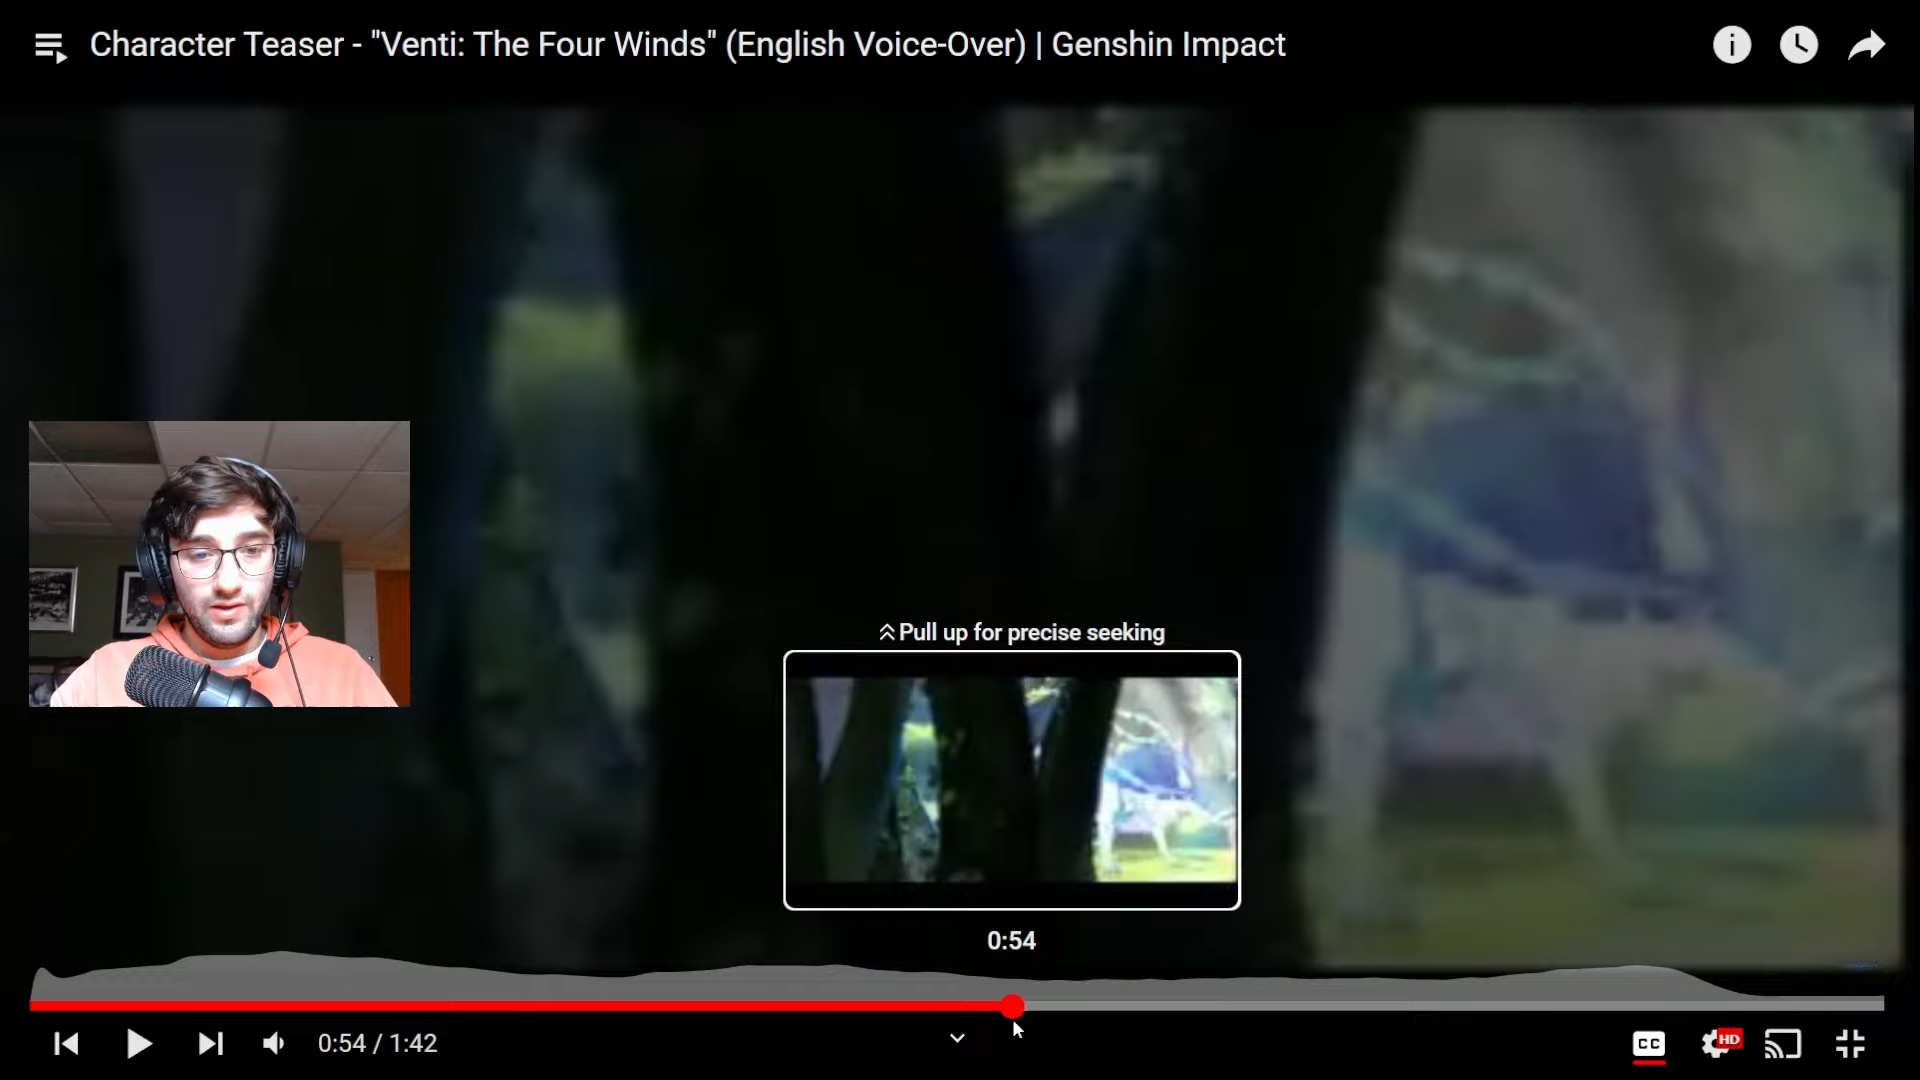 Character Teaser - "Venti: The Four Winds" (English Voice-Over) | Genshin Impact
Pull up for precise seeking
0:54
0:54 / 1:42
CC
HD